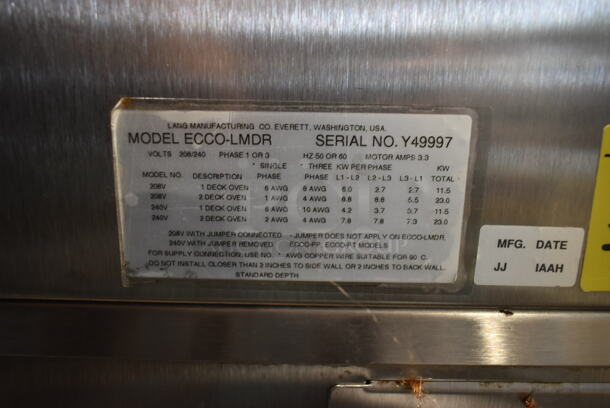 LANG MANUFACTURING CO. EVERETT, WASHINGTON, USA.
MODEL ECCO-LMDR SERIAL NO. Y49997
VOLTS 208/240 PHASE 1 OR 3 HZ 50 OR 60 MOTOR AMPS 3.3
* SINGLE * THREE KW PER PHASE KW
MODEL NO. DESCRIPTION PHASE PHASE L1 - L2 L2 - L3 L3 - L1 TOTAL
208V 1 DECK OVEN 6 AWG 8 AWG 6.0 2.7 2.7 11.5
208V 2 DECK OVEN 1 AWG 4 AWG 8.8 8.8 5.5 23.0
240V 1 DECK OVEN 6 AWG 10 AWG 4.2 3.7 3.7 11.5
240V 2 DECK OVEN 2 AWG 4 AWG 7.8 7.8 7.3 23.0
208V WITH JUMPER CONNECTED - JUMPER DOES NOT APPLY ON ECCO-LMDR,
240V WITH JUMPER REMOVED ECCO-PP, ECCO-PT MODELS
FOR SUPPLY CONNECTION, USE NO. * AWG COPPER WIRE SUITABLE FOR 90 C.
DO NOT INSTALL CLOSER THAN 2 INCHES TO SIDE WALL OR 2 INCHES TO BACK WALL.
STANDARD DEPTH
MFG. DATE
JJ IAAH